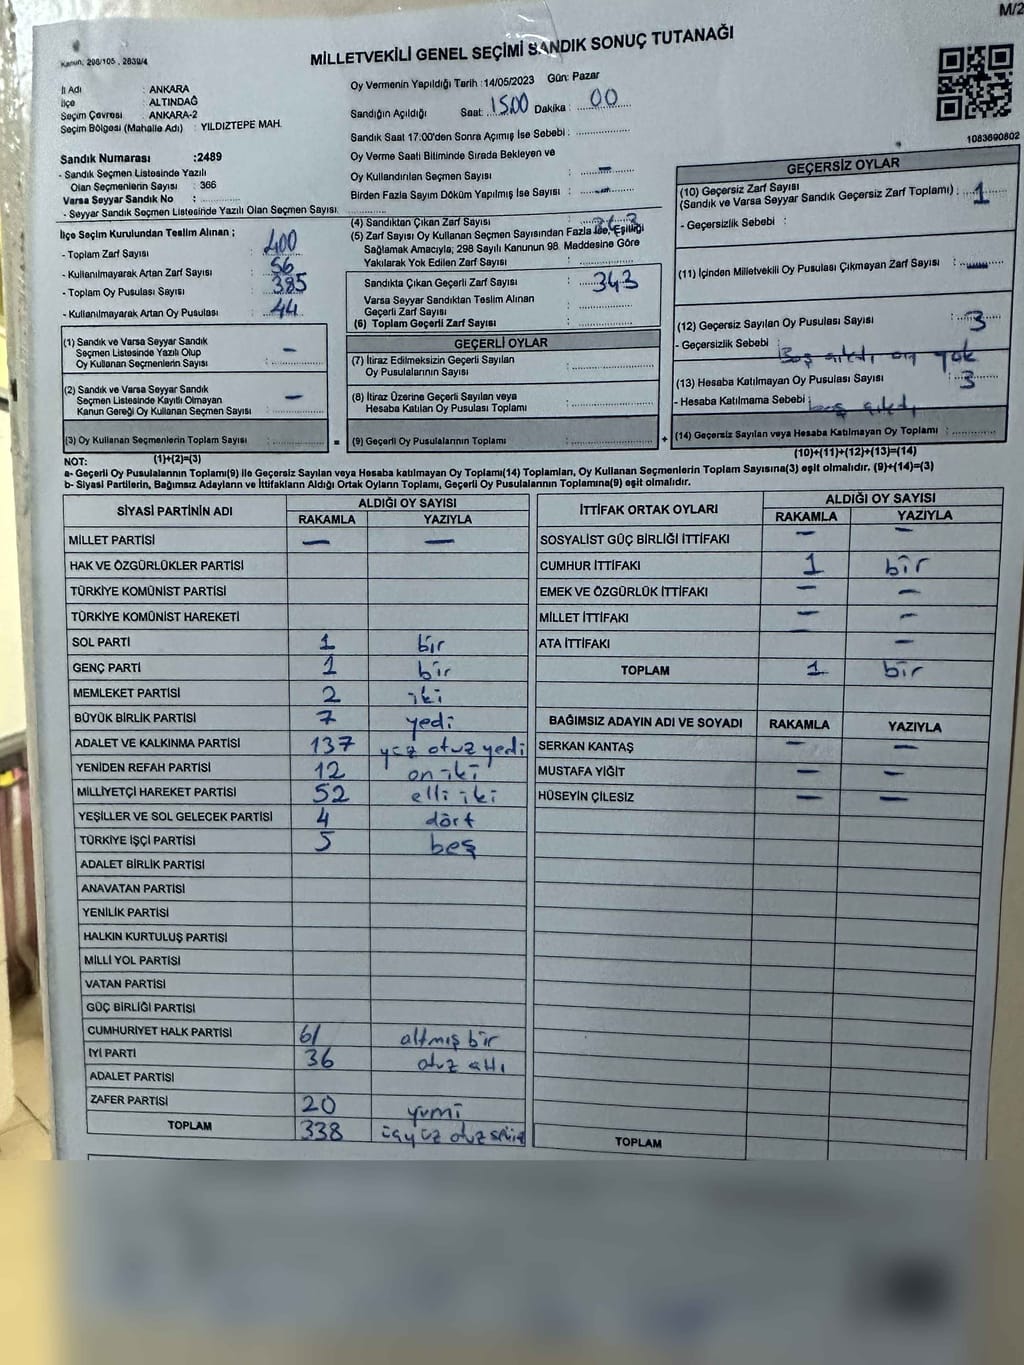 M/2
Kanun: 298/105 , 2839/4
MİLLETVEKİLİ GENEL SEÇİMİ SANDIK SONUÇ TUTANAĞI
İl Adı : ANKARA
İlçe : ALTINDAĞ
Seçim Çevresi : ANKARA-2
Seçim Bölgesi (Mahalle Adı) : YILDIZTEPE MAH.
Sandık Numarası :2489
- Sandık Seçmen Listesinde Yazılı
Olan Seçmenlerin Sayısı : 366
Varsa Seyyar Sandık No :
- Seyyar Sandık Seçmen Listesinde Yazılı Olan Seçmen Sayısı.
Oy Vermenin Yapıldığı Tarih :14/05/2023 Gün: Pazar
Sandığın Açıldığı Saat: 1500 Dakika : 00
Sandık Saat 17:00'den Sonra Açımış İse Sebebi :
Oy Verme Saati Bitiminde Sırada Bekleyen ve
Oy Kullandırılan Seçmen Sayısı : -
Birden Fazla Sayım Döküm Yapılmış İse Sayısı : -
1083690802
İlçe Seçim Kurulundan Teslim Alınan ;
- Toplam Zarf Sayısı : 400
- Kullanılmayarak Artan Zarf Sayısı : 56
- Toplam Oy Pusulası Sayısı : 385
- Kullanılmayarak Artan Oy Pusulası : 44
(1) Sandık ve Varsa Seyyar Sandık
Seçmen Listesinde Yazılı Olup
Oy Kullanan Seçmenlerin Sayısı : -
(2) Sandık ve Varsa Seyyar Sandık
Seçmen Listesinde Kayıtlı Olmayan
Kanun Gereği Oy Kullanan Seçmen Sayısı : -
(3) Oy Kullanan Seçmenlerin Toplam Sayısı :
(1)+(2)=(3)
(4) Sandıktan Çıkan Zarf Sayısı : 343
(5) Zarf Sayısı Oy Kullanan Seçmen Sayısından Fazla İse, Eşitliği
Sağlamak Amacıyla, 298 Sayılı Kanunun 98. Maddesine Göre
Yakılarak Yok Edilen Zarf Sayısı :
Sandıkta Çıkan Geçerli Zarf Sayısı : 343
Varsa Seyyar Sandıktan Teslim Alınan
Geçerli Zarf Sayısı :
(6) Toplam Geçerli Zarf Sayısı :
GEÇERLİ OYLAR
(7) İtiraz Edilmeksizin Geçerli Sayılan
Oy Pusulalarının Sayısı :
(8) İtiraz Üzerine Geçerli Sayılan veya
Hesaba Katılan Oy Pusulası Toplamı :
= (9) Geçerli Oy Pusulalarının Toplamı : +
GEÇERSİZ OYLAR
(10) Geçersiz Zarf Sayısı
(Sandık ve Varsa Seyyar Sandık Geçersiz Zarf Toplamı) : 1
- Geçersizlik Sebebi :
(11) İçinden Milletvekili Oy Pusulası Çıkmayan Zarf Sayısı :
(12) Geçersiz Sayılan Oy Pusulası Sayısı : 3
- Geçersizlik Sebebi : Boş çıktı, oy yok
(13) Hesaba Katılmayan Oy Pusulası Sayısı : 3
- Hesaba Katılmama Sebebi : boş çıktı
(14) Geçersiz Sayılan veya Hesaba Katılmayan Oy Toplamı :
(10)+(11)+(12)+(13)=(14)
NOT:
a- Geçerli Oy Pusulalarının Toplamı(9) ile Geçersiz Sayılan veya Hesaba katılmayan Oy Toplamı(14) Toplamları, Oy Kullanan Seçmenlerin Toplam Sayısına(3) eşit olmalıdır. (9)+(14)=(3)
b- Siyasi Partilerin, Bağımsız Adayların ve İttifakların Aldığı Ortak Oyların Toplamı, Geçerli Oy Pusulalarının Toplamına(9) eşit olmalıdır.
SİYASİ PARTİNİN ADI ALDIĞI OY SAYISI
RAKAMLA YAZIYLA
MİLLET PARTİSİ - -
HAK VE ÖZGÜRLÜKLER PARTİSİ
TÜRKİYE KOMÜNİST PARTİSİ
TÜRKİYE KOMÜNİST HAREKETİ
SOL PARTİ 1 bir
GENÇ PARTİ 1 bir
MEMLEKET PARTİSİ 2 iki
BÜYÜK BİRLİK PARTİSİ 7 yedi
ADALET VE KALKINMA PARTİSİ 137 yüz otuz yedi
YENİDEN REFAH PARTİSİ 12 on iki
MİLLİYETÇİ HAREKET PARTİSİ 52 elli iki
YEŞİLLER VE SOL GELECEK PARTİSİ 4 dört
TÜRKİYE İŞÇİ PARTİSİ 5 beş
ADALET BİRLİK PARTİSİ
ANAVATAN PARTİSİ
YENİLİK PARTİSİ
HALKIN KURTULUŞ PARTİSİ
MİLLİ YOL PARTİSİ
VATAN PARTİSİ
GÜÇ BİRLİĞİ PARTİSİ
CUMHURİYET HALK PARTİSİ 61 altmış bir
İYİ PARTİ 36 otuz altı
ADALET PARTİSİ
ZAFER PARTİSİ 20 yirmi
TOPLAM 338 üçyüz otuz sekiz
İTTİFAK ORTAK OYLARI ALDIĞI OY SAYISI
RAKAMLA YAZIYLA
SOSYALİST GÜÇ BİRLİĞİ İTTİFAKI - -
CUMHUR İTTİFAKI 1 bir
EMEK VE ÖZGÜRLÜK İTTİFAKI - -
MİLLET İTTİFAKI - -
ATA İTTİFAKI -
TOPLAM 1 bir
BAĞIMSIZ ADAYIN ADI VE SOYADI RAKAMLA YAZIYLA
SERKAN KANTAŞ - -
MUSTAFA YİĞİT - -
HÜSEYİN ÇİLESİZ - -
TOPLAM